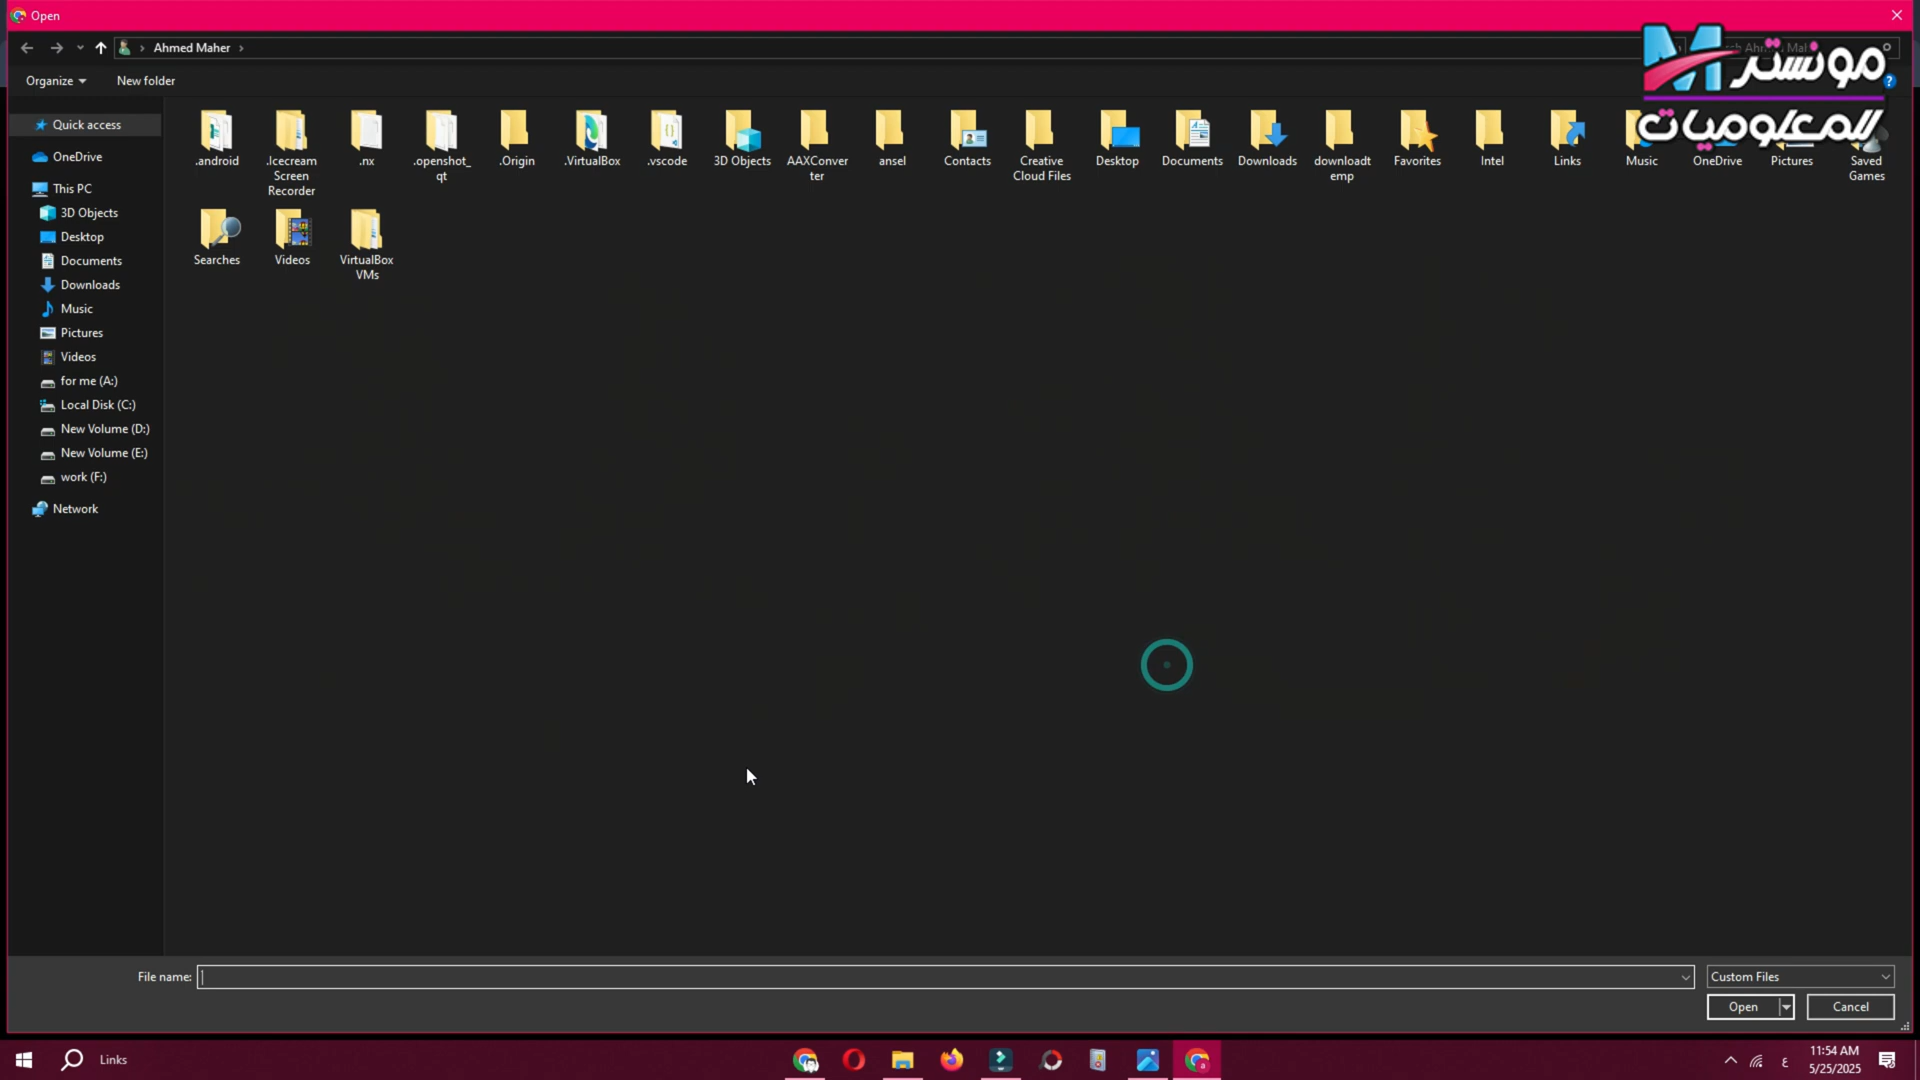 Open
Ahmed Maher
مونستر
المعلوميات
Organize
New folder
Quick access
OneDrive
This PC
3D Objects
Desktop
Documents
Downloads
Music
Pictures
Videos
for me (A:)
Local Disk (C:)
New Volume (D:)
New Volume (E:)
work (F:)
Network
.android
.Icecream
Screen
Recorder
.nx
.openshot_
qt
.Origin
.VirtualBox
.vscode
3D Objects
AAXConver
ter
ansel
Contacts
Creative
Cloud Files
Desktop
Documents
Downloads
downloadt
emp
Favorites
Intel
Links
Music
OneDrive
Pictures
Saved
Games
Searches
Videos
VirtualBox
VMs
File name:
Custom Files
Open
Cancel
Links
ع
11:54 AM
5/25/2025